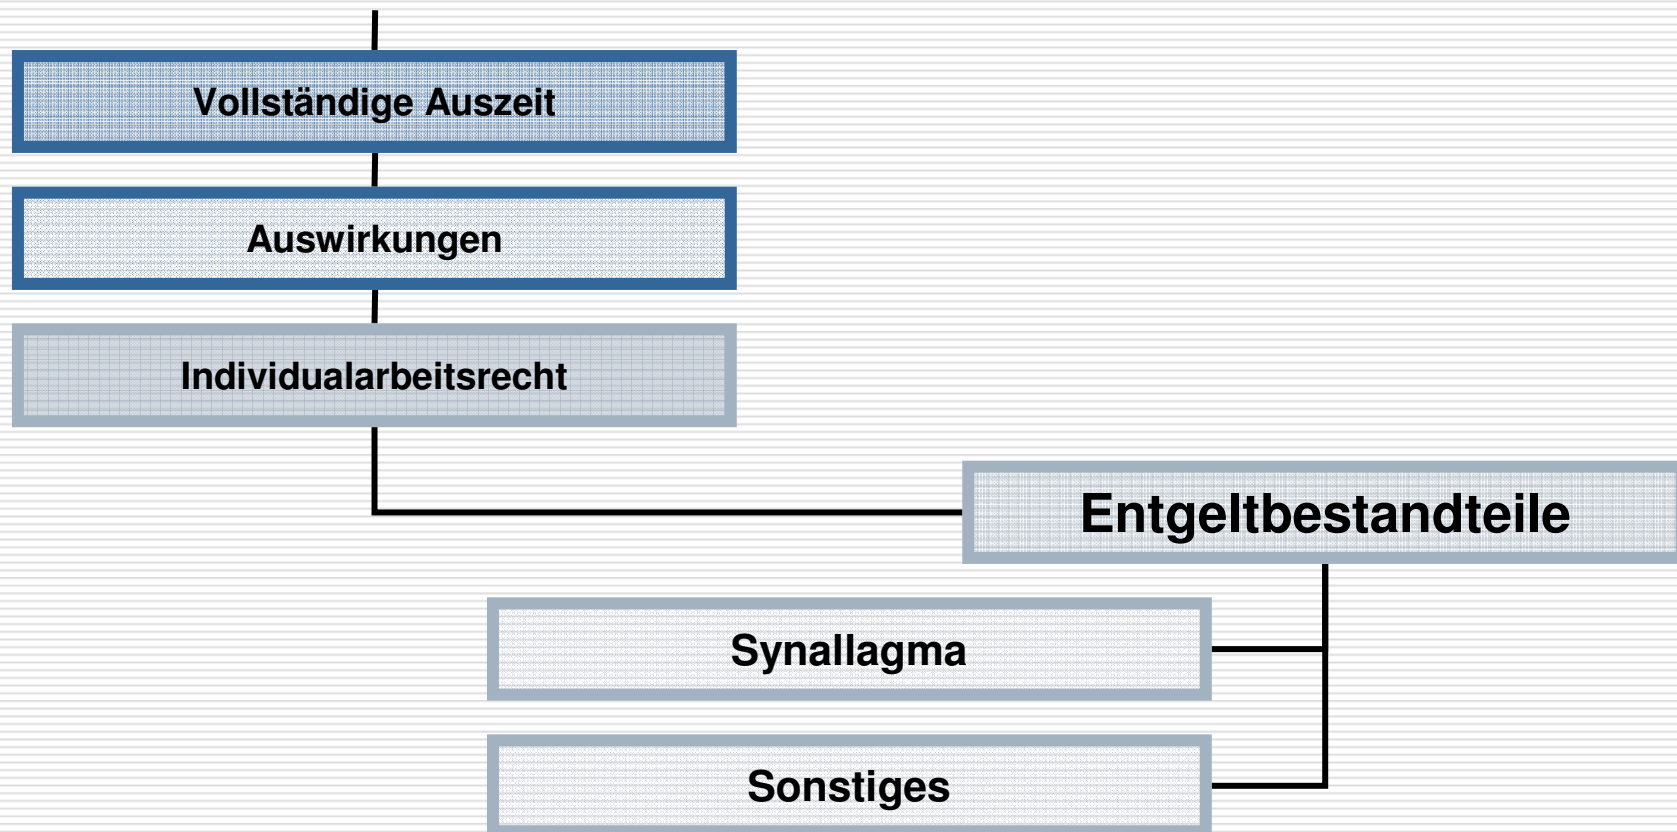 Vollständige Auszeit
Auswirkungen
Individualarbeitsrecht
Entgeltbestandteile
Synallagma
Sonstiges